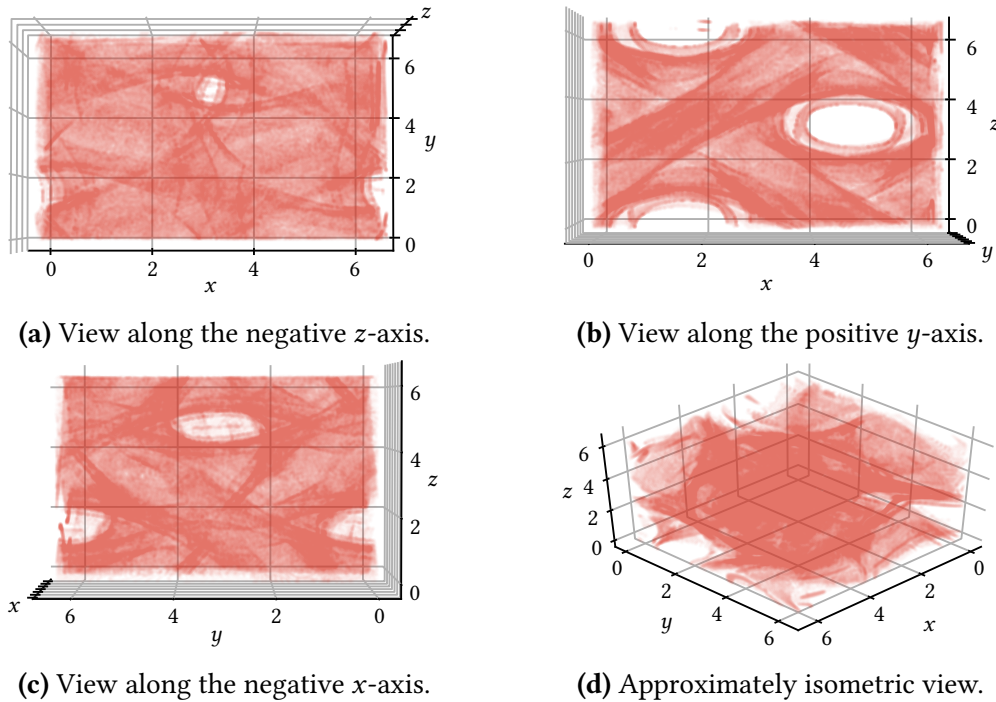 z
6
4
y
2
0
0 2 4 6
x
(a) View along the negative z-axis.
6
4
z
2
0
y
0 2 4 6
x
(b) View along the positive y-axis.
6
4
z
2
0
x
6 4 2 0
y
(c) View along the negative x-axis.
6
4
z
2
0
0 0
2 2
y 4 4 x
6 6
(d) Approximately isometric view.